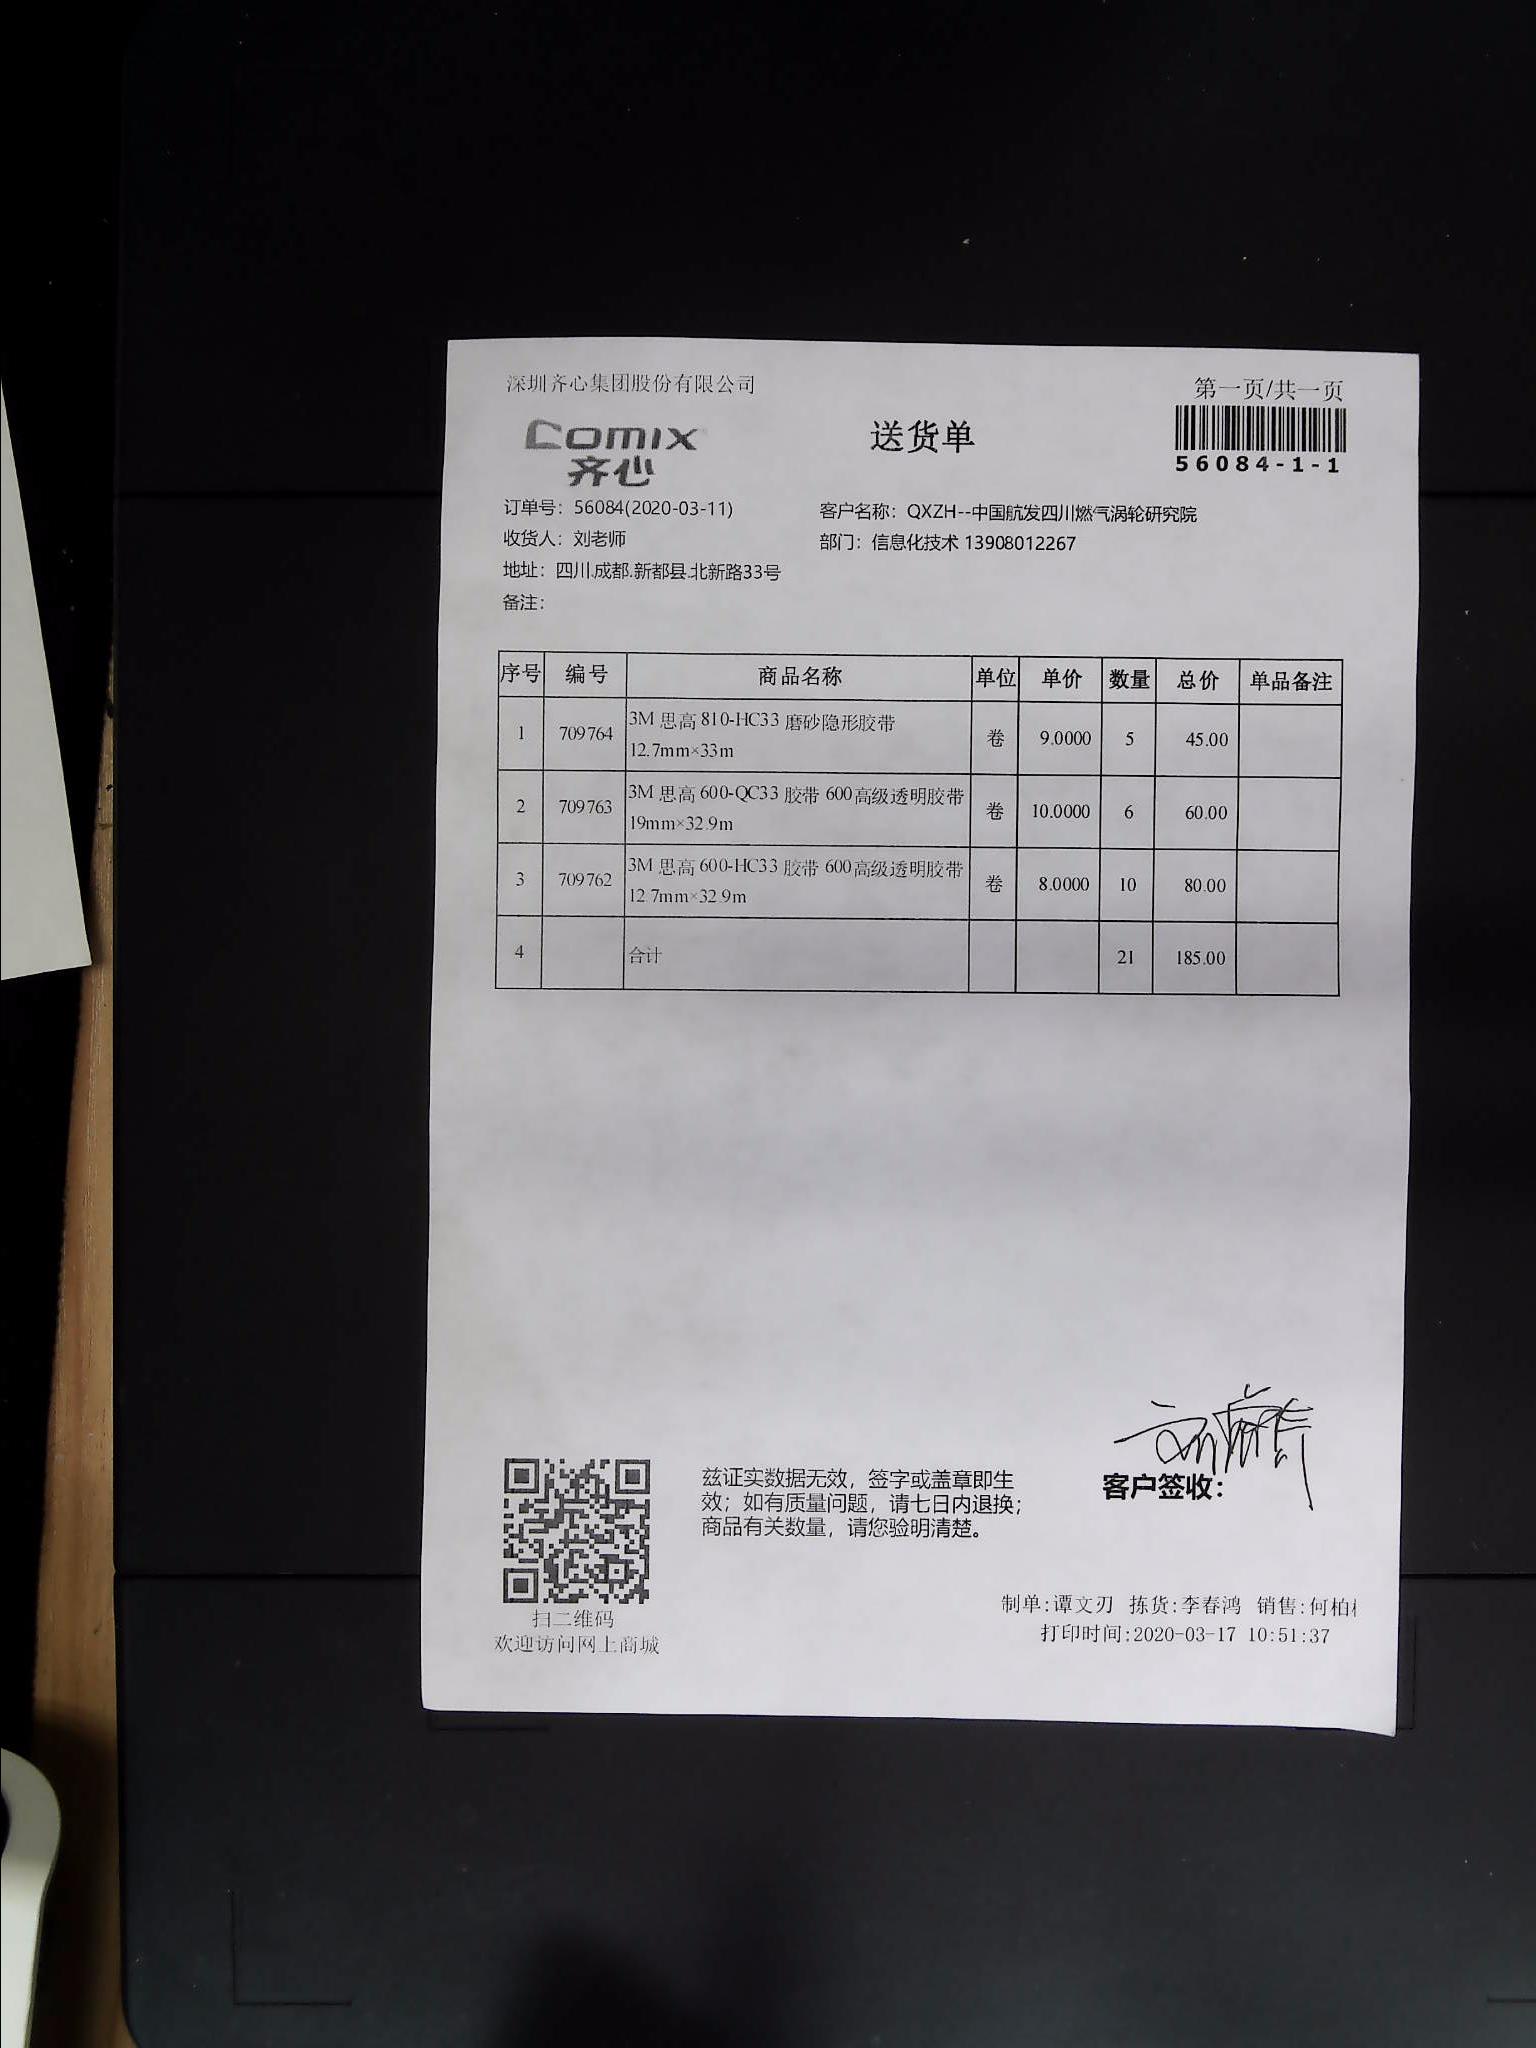 深圳齐心集团股份有限公司
第一页/共一页
COMIX
齐心
送货单
56084-1-1
订单号：56084(2020-03-11)
客户名称：QXZH--中国航发四川燃气涡轮研究院
收货人：刘老师
部门：信息化技术 13908012267
地址：四川.成都.新都县.北新路33号
备注：
序号 编号 商品名称 单位 单价 数量 总价 单品备注
1 709764 3M 思高 810-HC33 磨砂隐形胶带 卷 9.0000 5 45.00
12.7mm×33m
2 709763 3M 思高 600-QC33 胶带 600高级透明胶带 卷 10.0000 6 60.00
19mm×32.9m
3 709762 3M 思高 600-HC33 胶带 600高级透明胶带 卷 8.0000 10 80.00
12.7mm×32.9m
4 合计 21 185.00
兹证实数据无效，签字或盖章即生
效；如有质量问题，请七日内退换；
商品有关数量，请您验明清楚。
客户签收：
扫二维码
欢迎访问网上商城
制单:谭文刃 拣货:李春鸿 销售:何柏
打印时间:2020-03-17 10:51:37